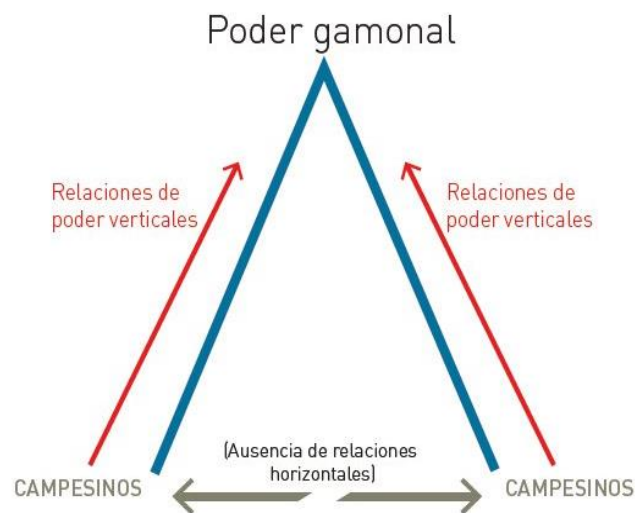 Poder gamonal
Relaciones de
poder verticales
Relaciones de
poder verticales
(Ausencia de relaciones
horizontales)
CAMPESINOS
CAMPESINOS